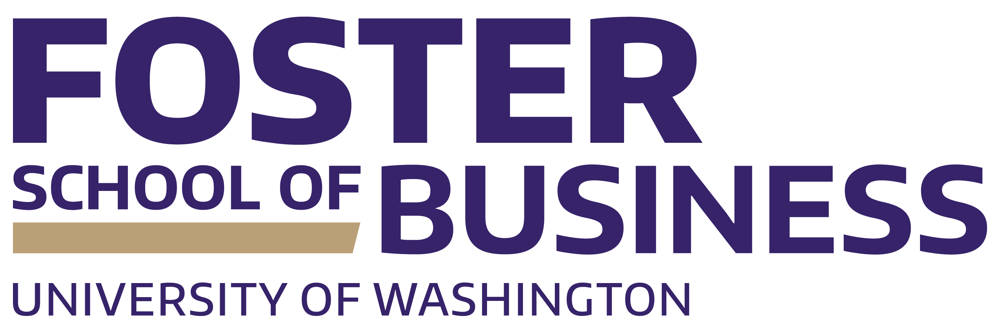 FOSTER
SCHOOL OF BUSINESS
UNIVERSITY OF WASHINGTON